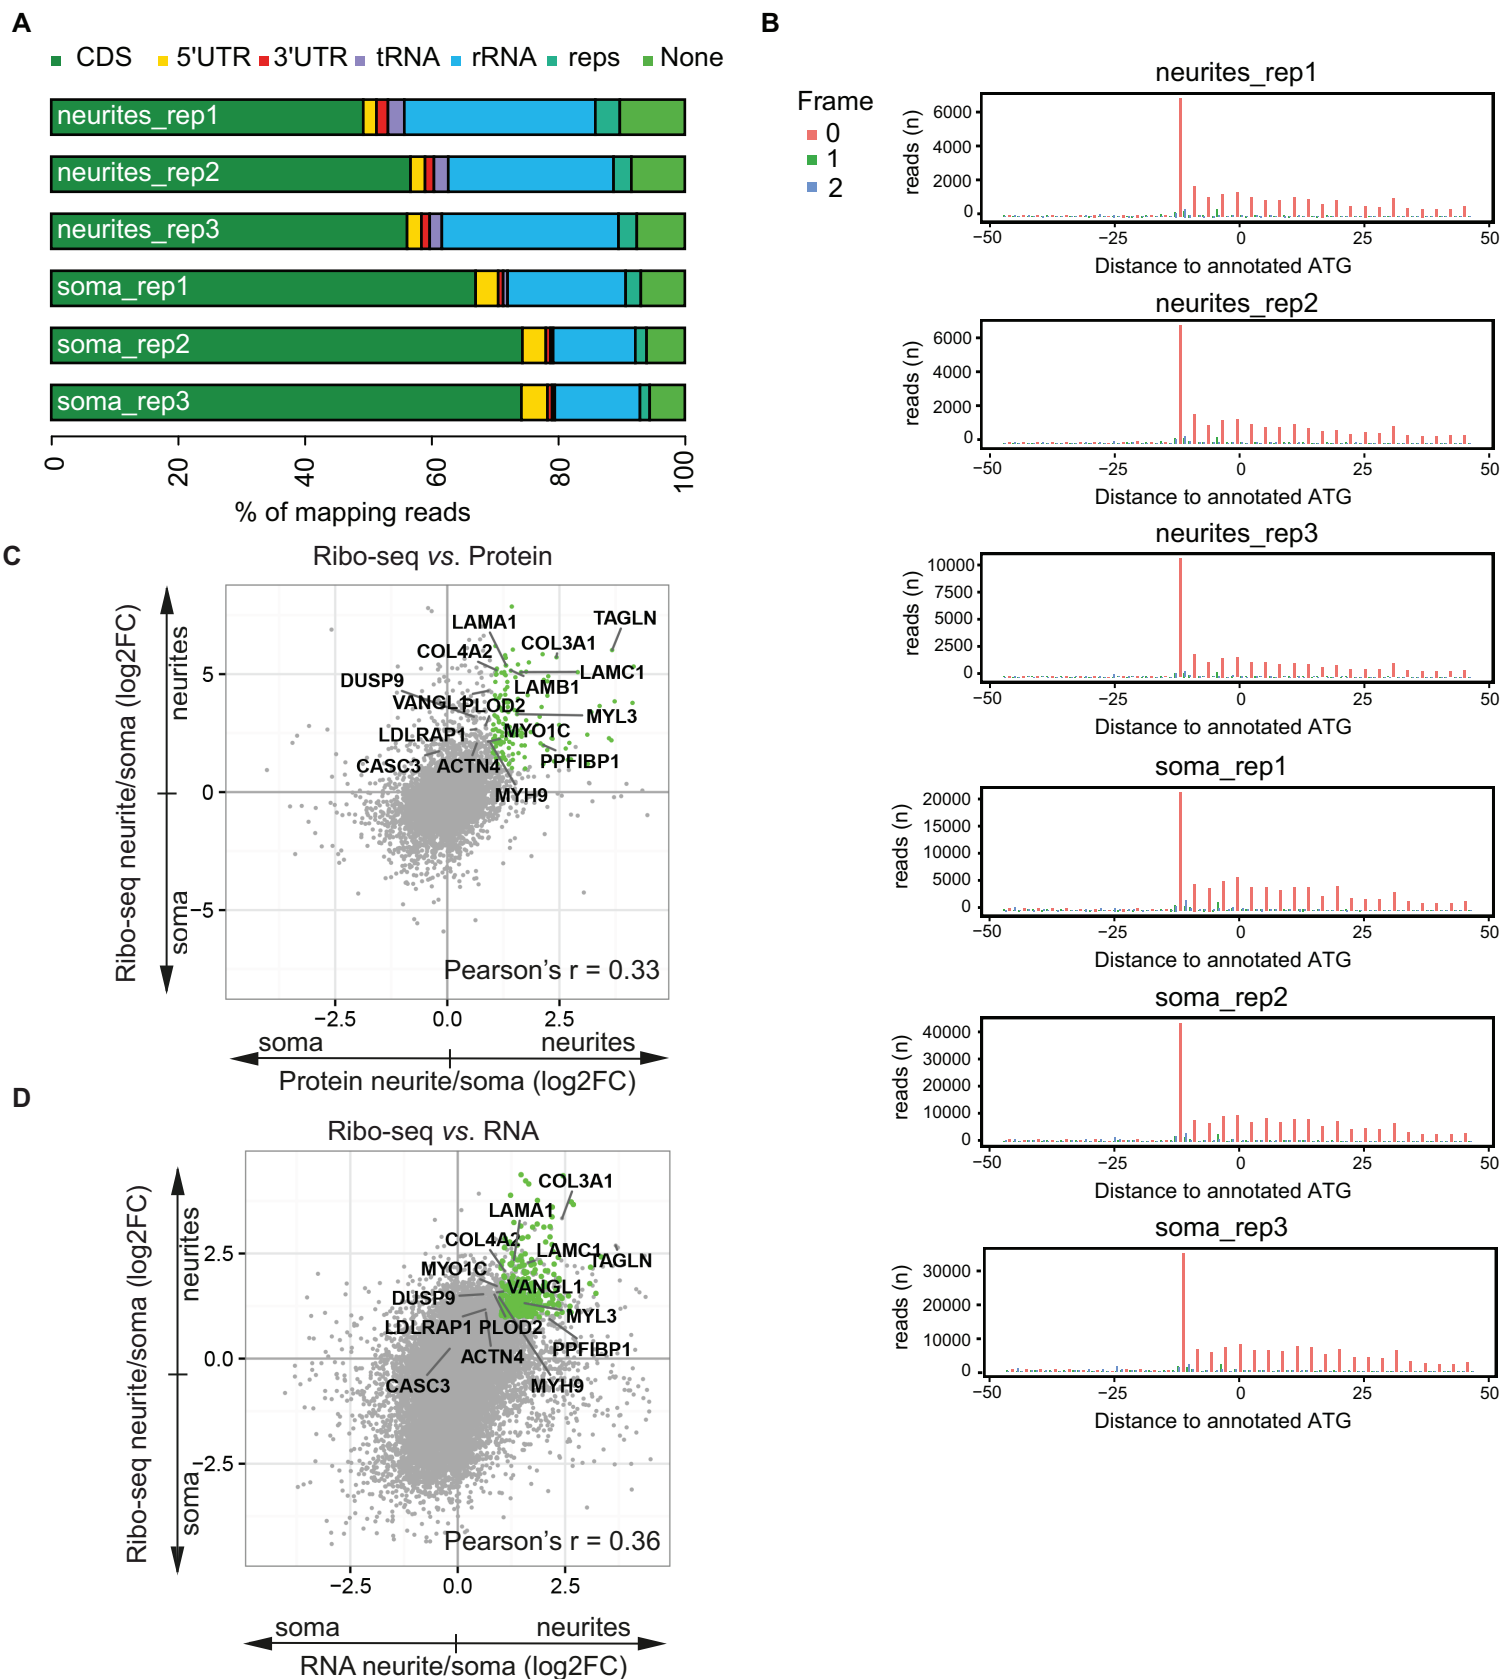 A
CDS 5'UTR 3'UTR tRNA rRNA reps None
neurites_rep1
neurites_rep2
neurites_rep3
soma_rep1
soma_rep2
soma_rep3
0 20 40 60 80 100
% of mapping reads
B
Frame
0
1
2
neurites_rep1
reads (n)
6000
4000
2000
0
−50 −25 0 25 50
Distance to annotated ATG
neurites_rep2
reads (n)
6000
4000
2000
0
−50 −25 0 25 50
Distance to annotated ATG
neurites_rep3
reads (n)
10000
7500
5000
2500
0
−50 −25 0 25 50
Distance to annotated ATG
soma_rep1
reads (n)
20000
15000
10000
5000
0
−50 −25 0 25 50
Distance to annotated ATG
soma_rep2
reads (n)
40000
30000
20000
10000
0
−50 −25 0 25 50
Distance to annotated ATG
soma_rep3
reads (n)
30000
20000
10000
0
−50 −25 0 25 50
Distance to annotated ATG
C
Ribo-seq vs. Protein
Ribo-seq neurite/soma (log2FC)
soma neurites
5
0
−5
LAMA1
TAGLN
COL4A2
COL3A1
DUSP9
LAMC1
LAMB1
VANGL1
PLOD2
MYL3
LDLRAP1
MYO1C
CASC3
ACTN4
PPFIBP1
MYH9
Pearson's r = 0.33
−2.5 0.0 2.5
soma neurites
Protein neurite/soma (log2FC)
D
Ribo-seq vs. RNA
Ribo-seq neurite/soma (log2FC)
soma neurites
2.5
0.0
−2.5
COL3A1
LAMA1
COL4A2
LAMC1
TAGLN
MYO1C
DUSP9
VANGL1
MYL3
LDLRAP1 PLOD2
PPFIBP1
ACTN4
CASC3
MYH9
Pearson's r = 0.36
−2.5 0.0 2.5
soma neurites
RNA neurite/soma (log2FC)